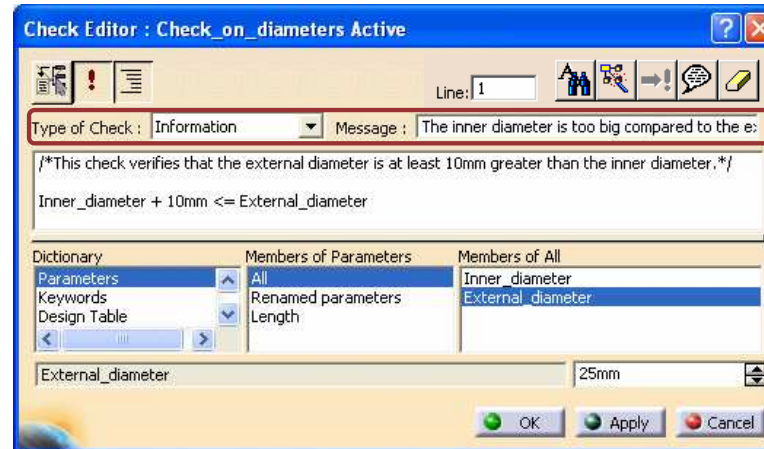 Check Editor : Check_on_diameters Active
Line: 1
Type of Check : Information Message : The inner diameter is too big compared to the e
/*This check verifies that the external diameter is at least 10mm greater than the inner diameter.*/
Inner_diameter + 10mm <= External_diameter
Dictionary Members of Parameters Members of All
Parameters All Inner_diameter
Keywords Renamed parameters External_diameter
Design Table Length
External_diameter 25mm
OK Apply Cancel